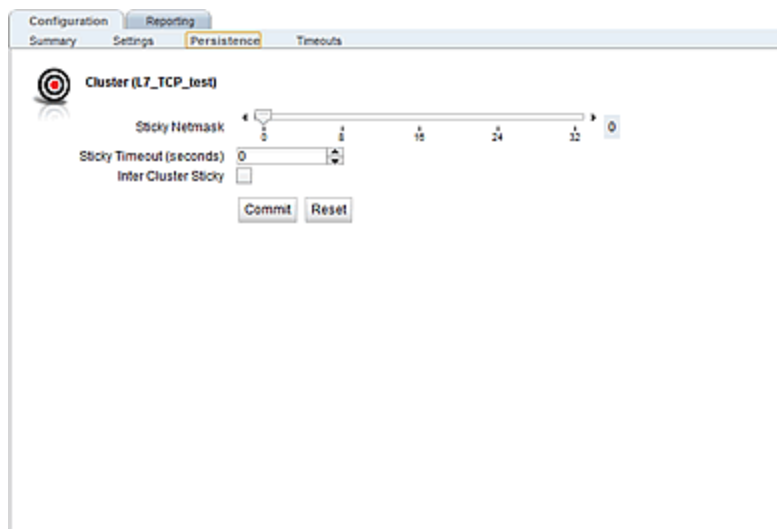 Configuration Reporting
Summary Settings Persistence Timeouts
Cluster (L7_TCP_test)
Sticky Netmask 0
0 8 16 24 32
Sticky Timeout (seconds) 0
Inter Cluster Sticky
Commit Reset